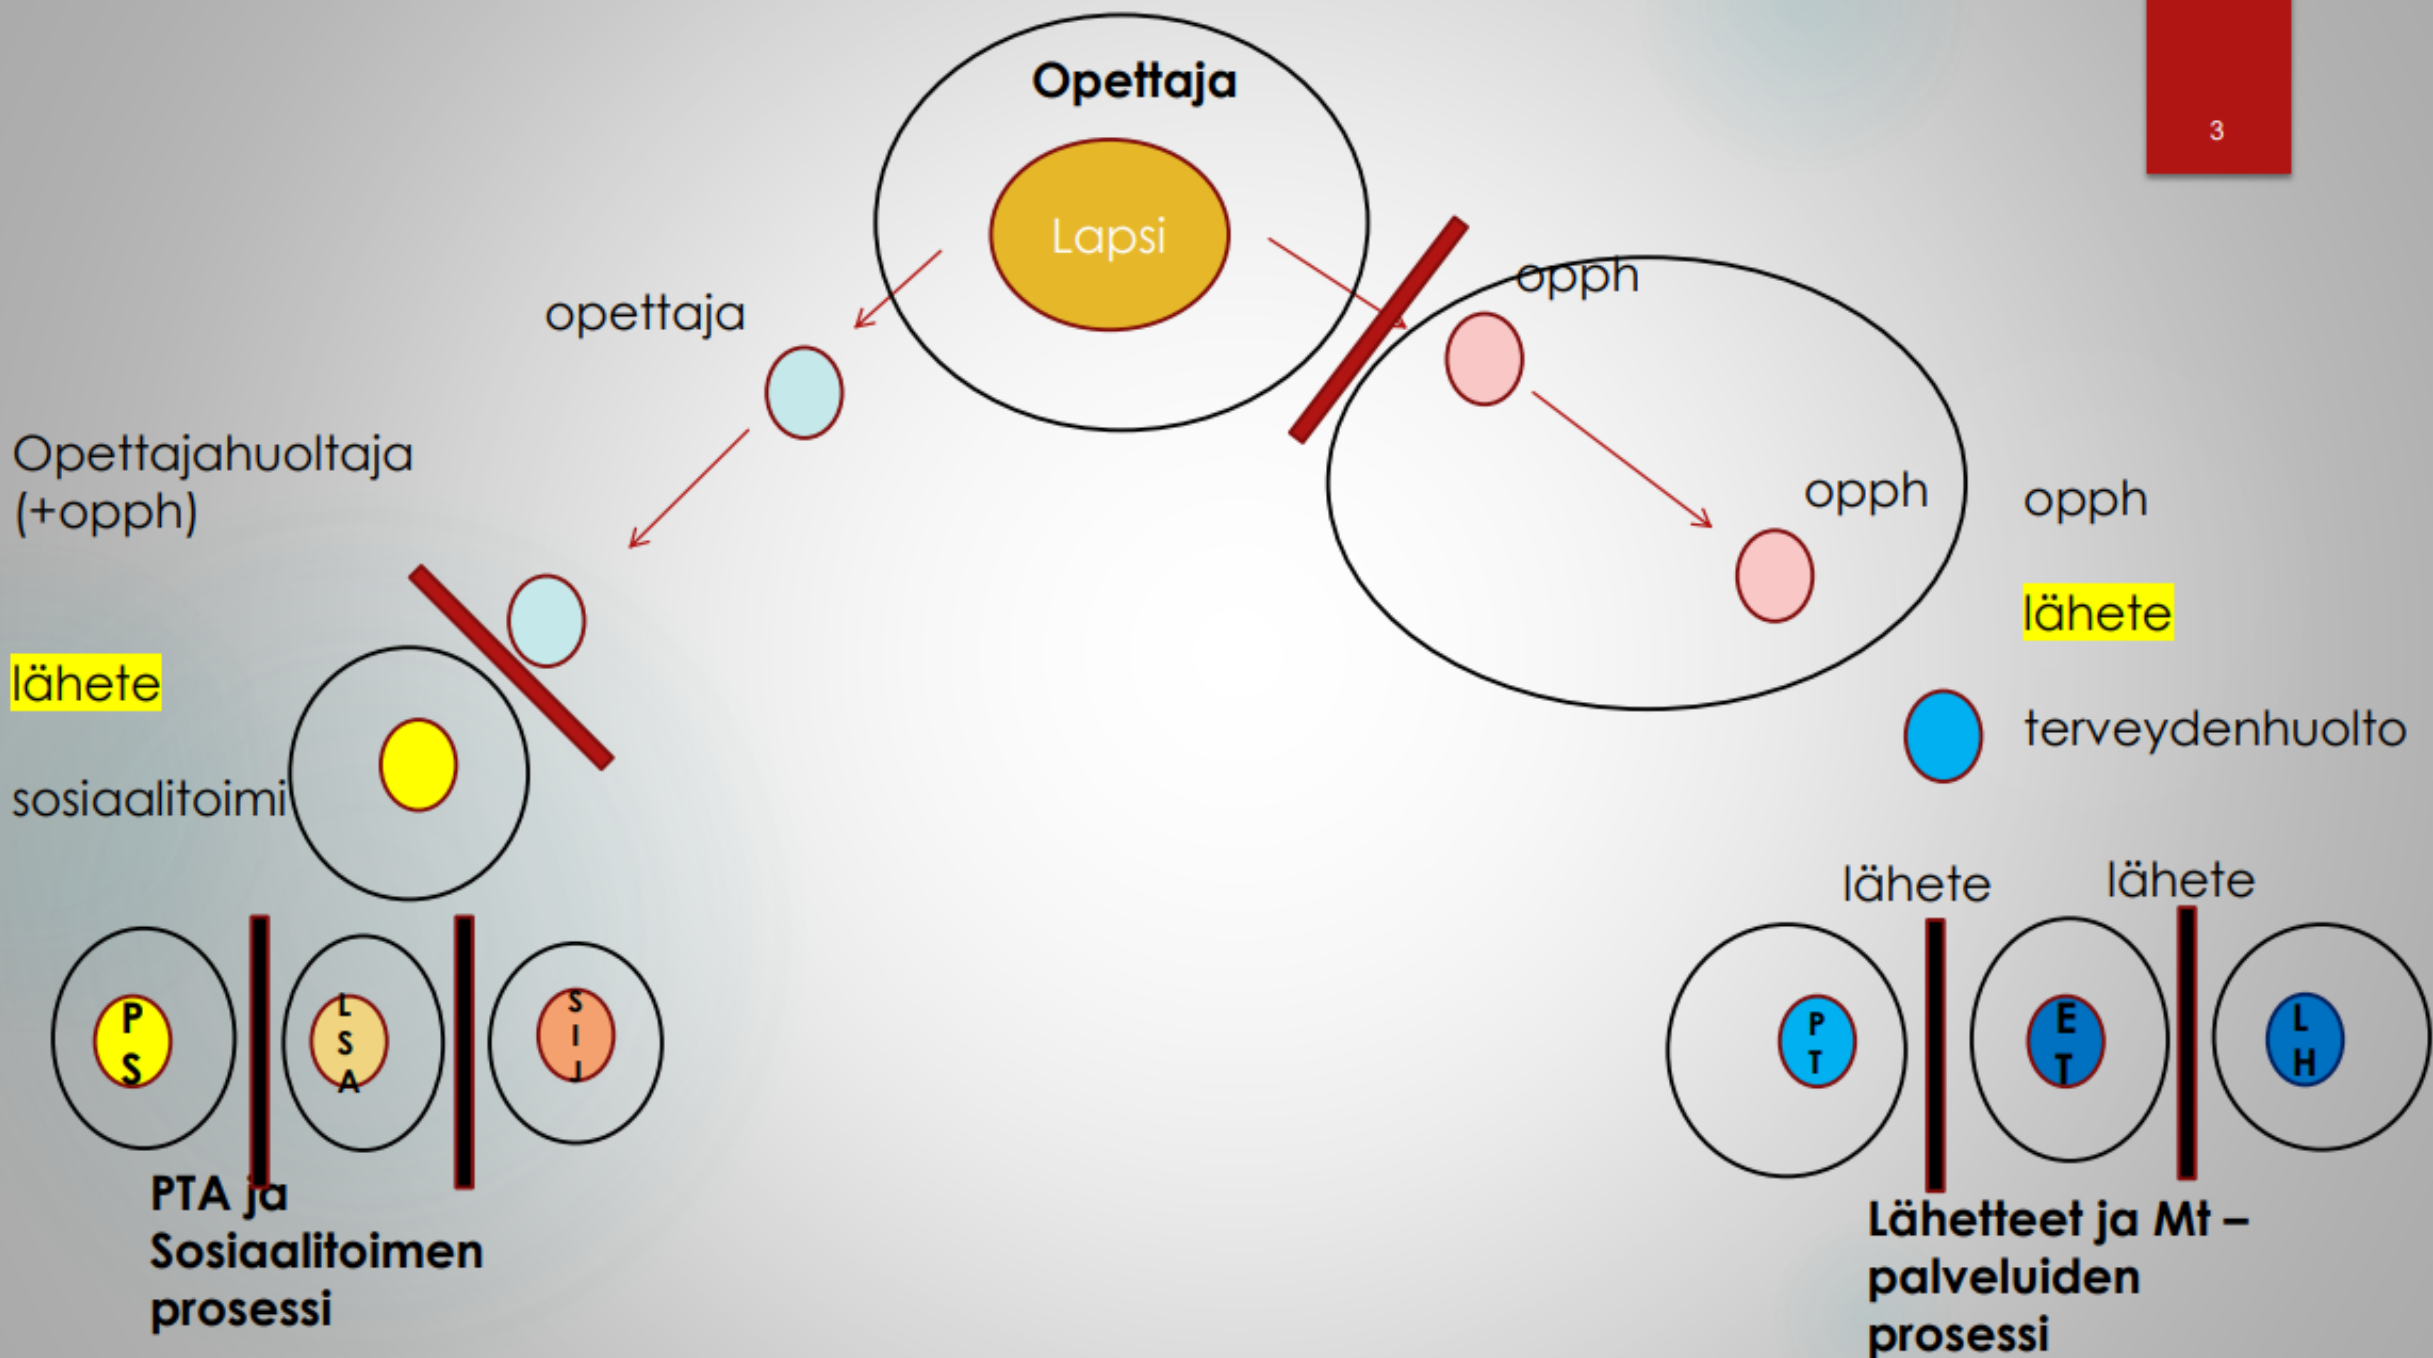 3
Opettaja
Lapsi
opettaja
opph
Opettajahuoltaja
(+opph)
opph
opph
lähete
lähete
terveydenhuolto
sosiaalitoimi
lähete
lähete
P
S
L
S
A
S
I
J
P
T
E
T
L
H
PTA ja
Sosiaalitoimen
prosessi
Lähetteet ja Mt –
palveluiden
prosessi